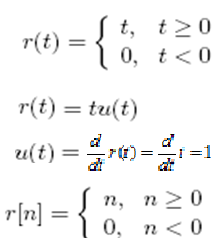 r(t) = { t, t ≥ 0
0, t < 0
r(t) = tu(t)
u(t) = d/dt r(t) = d/dt t = 1
r[n] = { n, n ≥ 0
0, n < 0